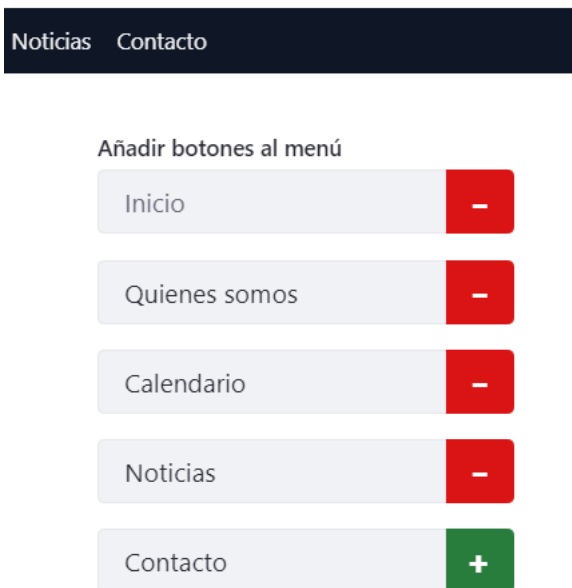 Noticias Contacto
Añadir botones al menú
Inicio −
Quienes somos −
Calendario −
Noticias −
Contacto +